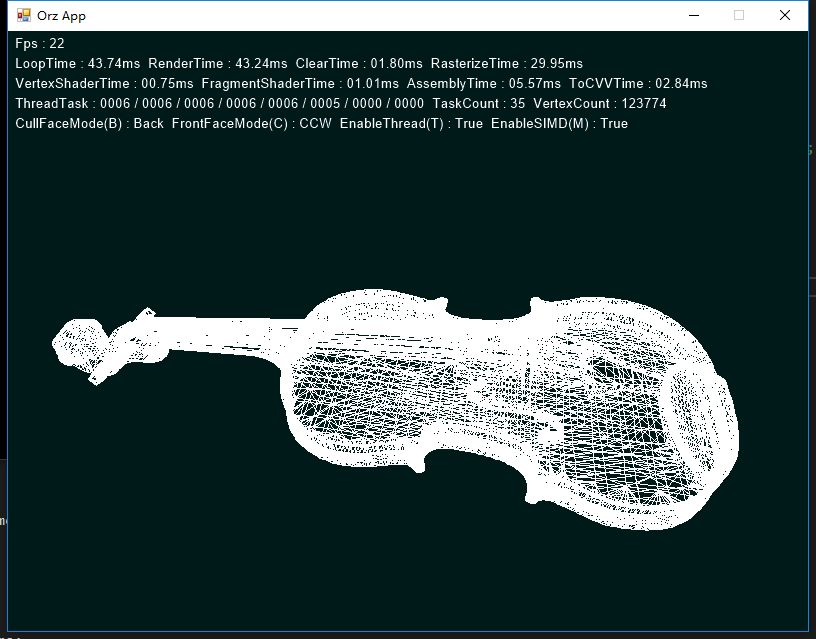 Orz App
Fps : 22
LoopTime : 43.74ms RenderTime : 43.24ms ClearTime : 01.80ms RasterizeTime : 29.95ms
VertexShaderTime : 00.75ms FragmentShaderTime : 01.01ms AssemblyTime : 05.57ms ToCVVTime : 02.84ms
ThreadTask : 0006 / 0006 / 0006 / 0006 / 0006 / 0005 / 0000 / 0000 TaskCount : 35 VertexCount : 123774
CullFaceMode(B) : Back FrontFaceMode(C) : CCW EnableThread(T) : True EnableSIMD(M) : True